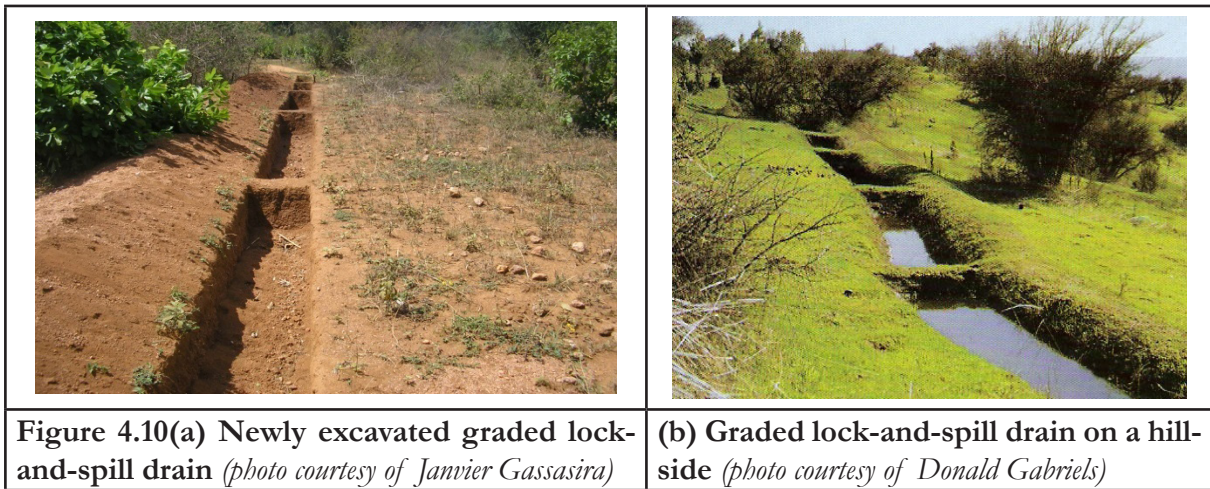 Figure 4.10(a) Newly excavated graded lock-
and-spill drain (photo courtesy of Janvier Gassasira)
(b) Graded lock-and-spill drain on a hill-
side (photo courtesy of Donald Gabriels)